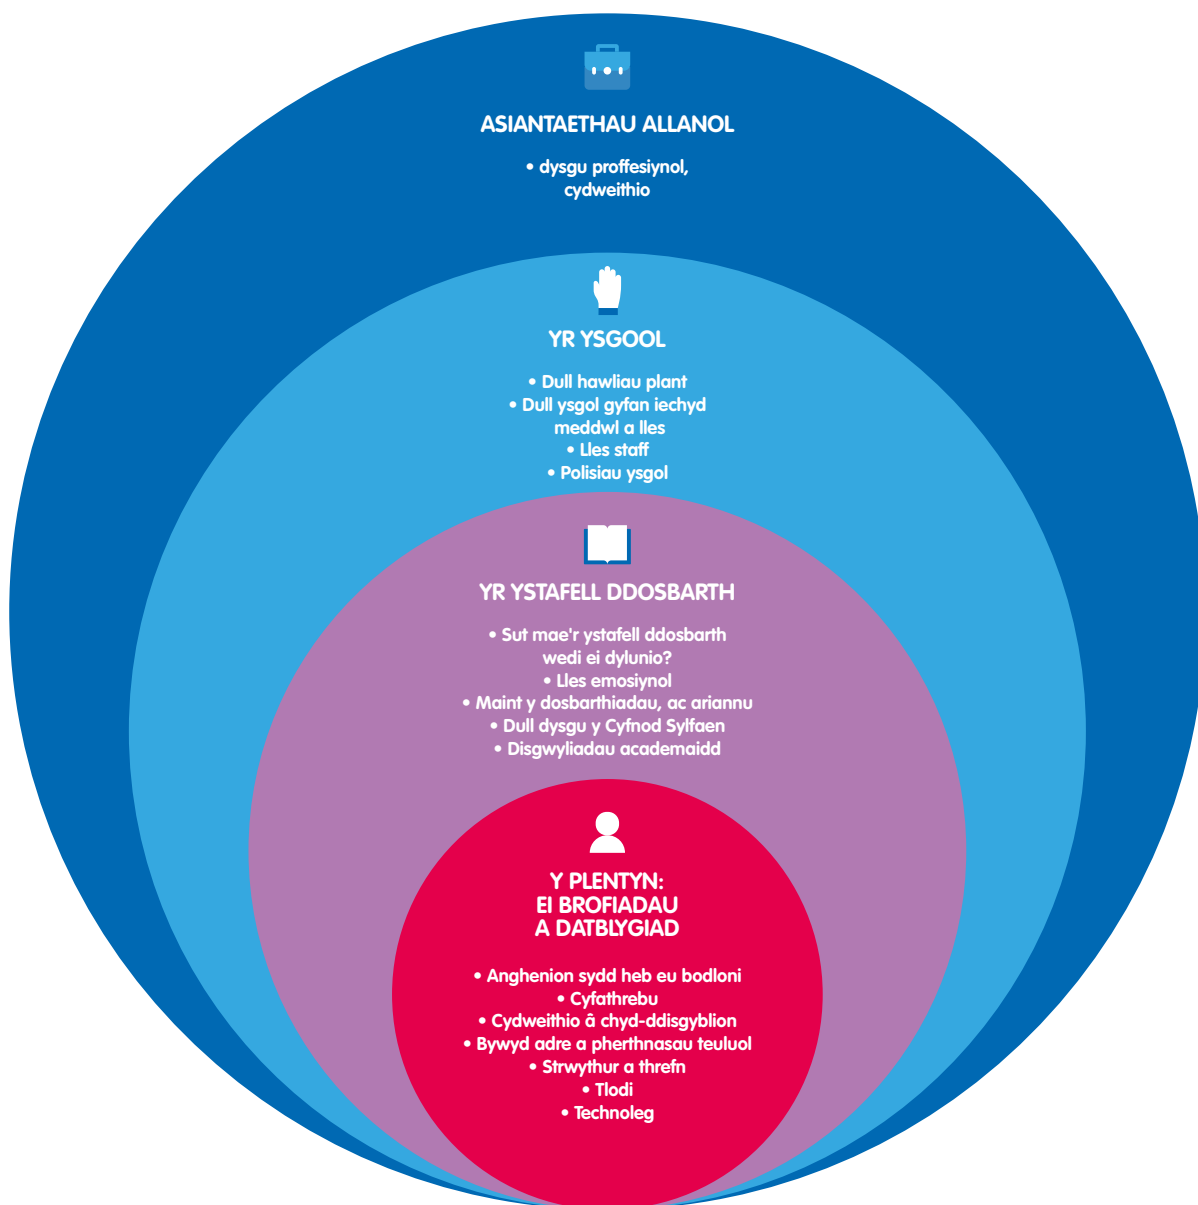 ASIANTAETHAU ALLANOL
• dysgu proffesiynol,
cydweithio
YR YSGOOL
• Dull hawliau plant
• Dull ysgol gyfan iechyd
meddwl a lles
• Lles staff
• Polisiau ysgol
YR YSTAFELL DDOSBARTH
• Sut mae'r ystafell ddosbarth
wedi ei dylunio?
• Lles emosiynol
• Maint y dosbarthiadau, ac ariannu
• Dull dysgu y Cyfnod Sylfaen
• Disgwyliadau academaidd
Y PLENTYN:
EI BROFIADAU
A DATBLYGIAD
• Anghenion sydd heb eu bodloni
• Cyfathrebu
• Cydweithio â chyd-ddisgyblion
• Bywyd adre a pherthnasau teuluol
• Strwythur a threfn
• Tlodi
• Technoleg